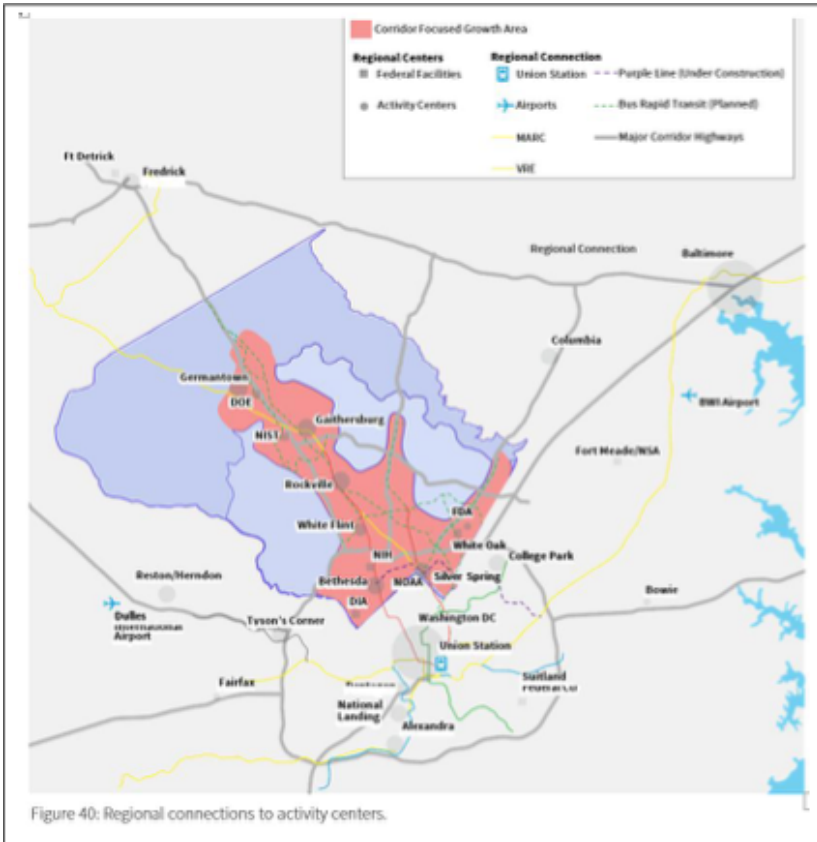 Corridor Focused Growth Area
Regional Centers
Federal Facilities
Activity Centers
Regional Connection
Union Station
Airports
MARC
VRE
Purple Line (Under Construction)
Bus Rapid Transit (Planned)
Major Corridor Highways
Ft Detrick
Fredrick
Regional Connection
Baltimore
Columbia
Germantown
DOE
BWI Airport
Gaithersburg
NIST
Fort Meade/NSA
Rockville
FDA
White Flint
White Oak
NIH
College Park
Reston/Herndon
Bethesda
NOAA
Silver Spring
Bowie
DIA
Dulles
Airport
Tyson's Corner
Washington DC
Union Station
Fairfax
Suitland
National
Landing
Alexandra
Figure 40: Regional connections to activity centers.